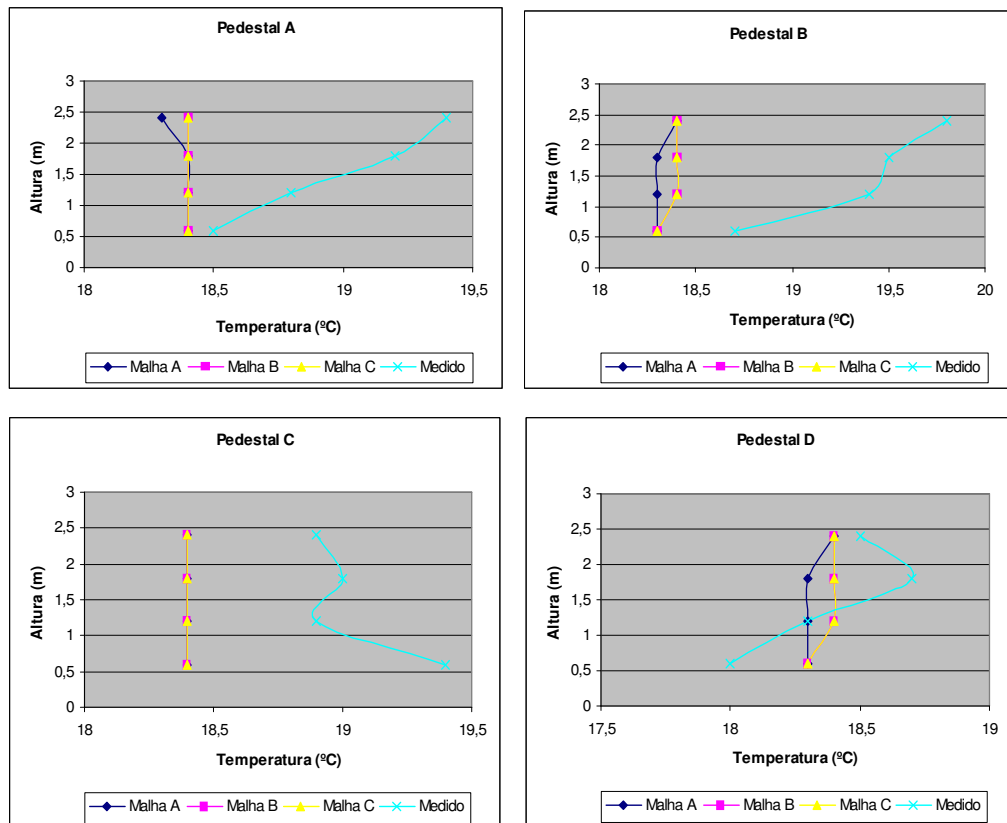 Pedestal A
3
2,5
2
1,5
1
0,5
0
Altura (m)
18 18,5 19 19,5
Temperatura (ºC)
Malha A Malha B Malha C Medido
Pedestal B
3
2,5
2
1,5
1
0,5
0
Altura (m)
18 18,5 19 19,5 20
Temperatura (ºC)
Malha A Malha B Malha C Medido
Pedestal C
3
2,5
2
1,5
1
0,5
0
Altura (m)
18 18,5 19 19,5
Temperatura (ºC)
Malha A Malha B Malha C Medido
Pedestal D
3
2,5
2
1,5
1
0,5
0
Altura (m)
17,5 18 18,5 19
Temperatura (ºC)
Malha A Malha B Malha C Medido